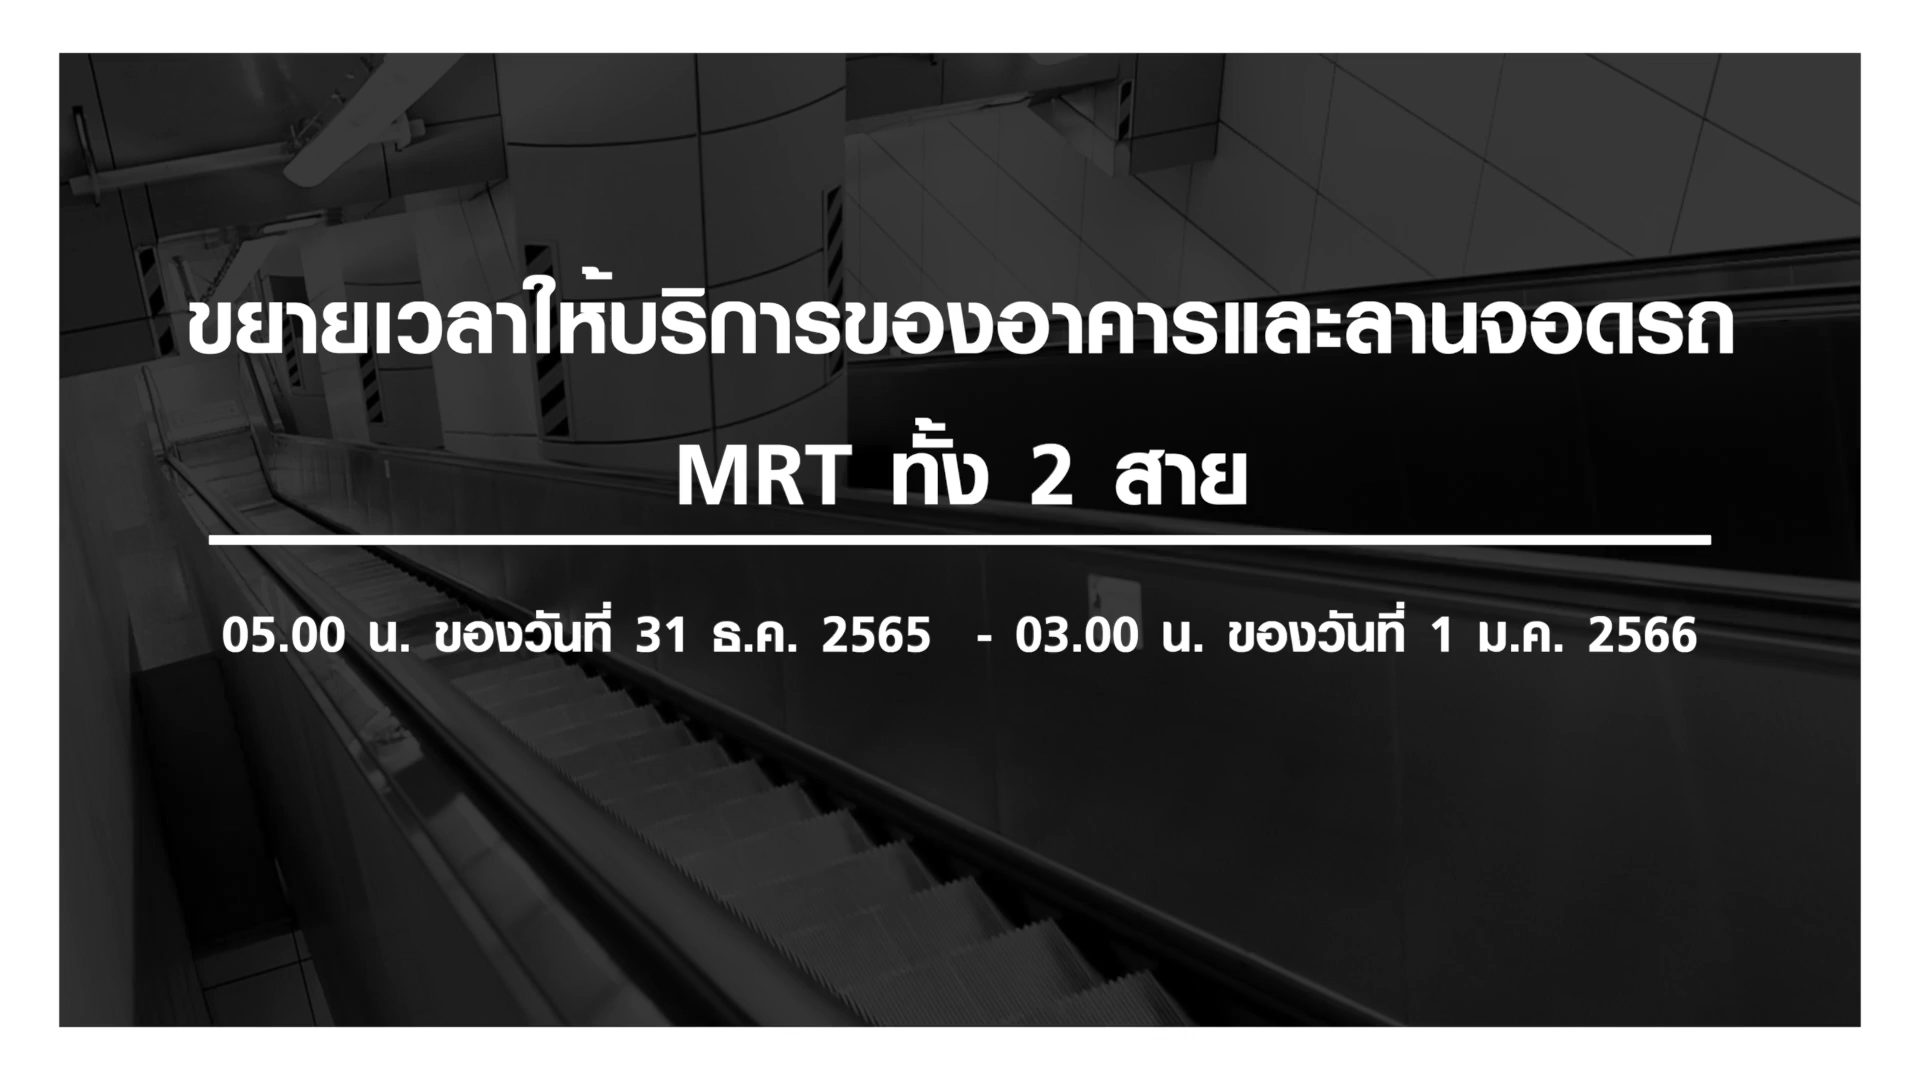 ขยายเวลาให้บริการของอาคารและลานจอดรถ
MRT ทั้ง 2 สาย
05.00 น. ของวันที่ 31 ธ.ค. 2565 - 03.00 น. ของวันที่ 1 ม.ค. 2566